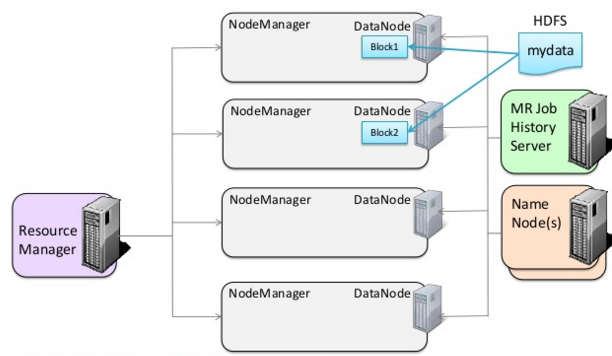 HDFS
mydata
NodeManager DataNode
Block1
NodeManager DataNode
Block2
MR Job
History
Server
NodeManager DataNode
Resource
Manager
Name
Node(s)
NodeManager DataNode